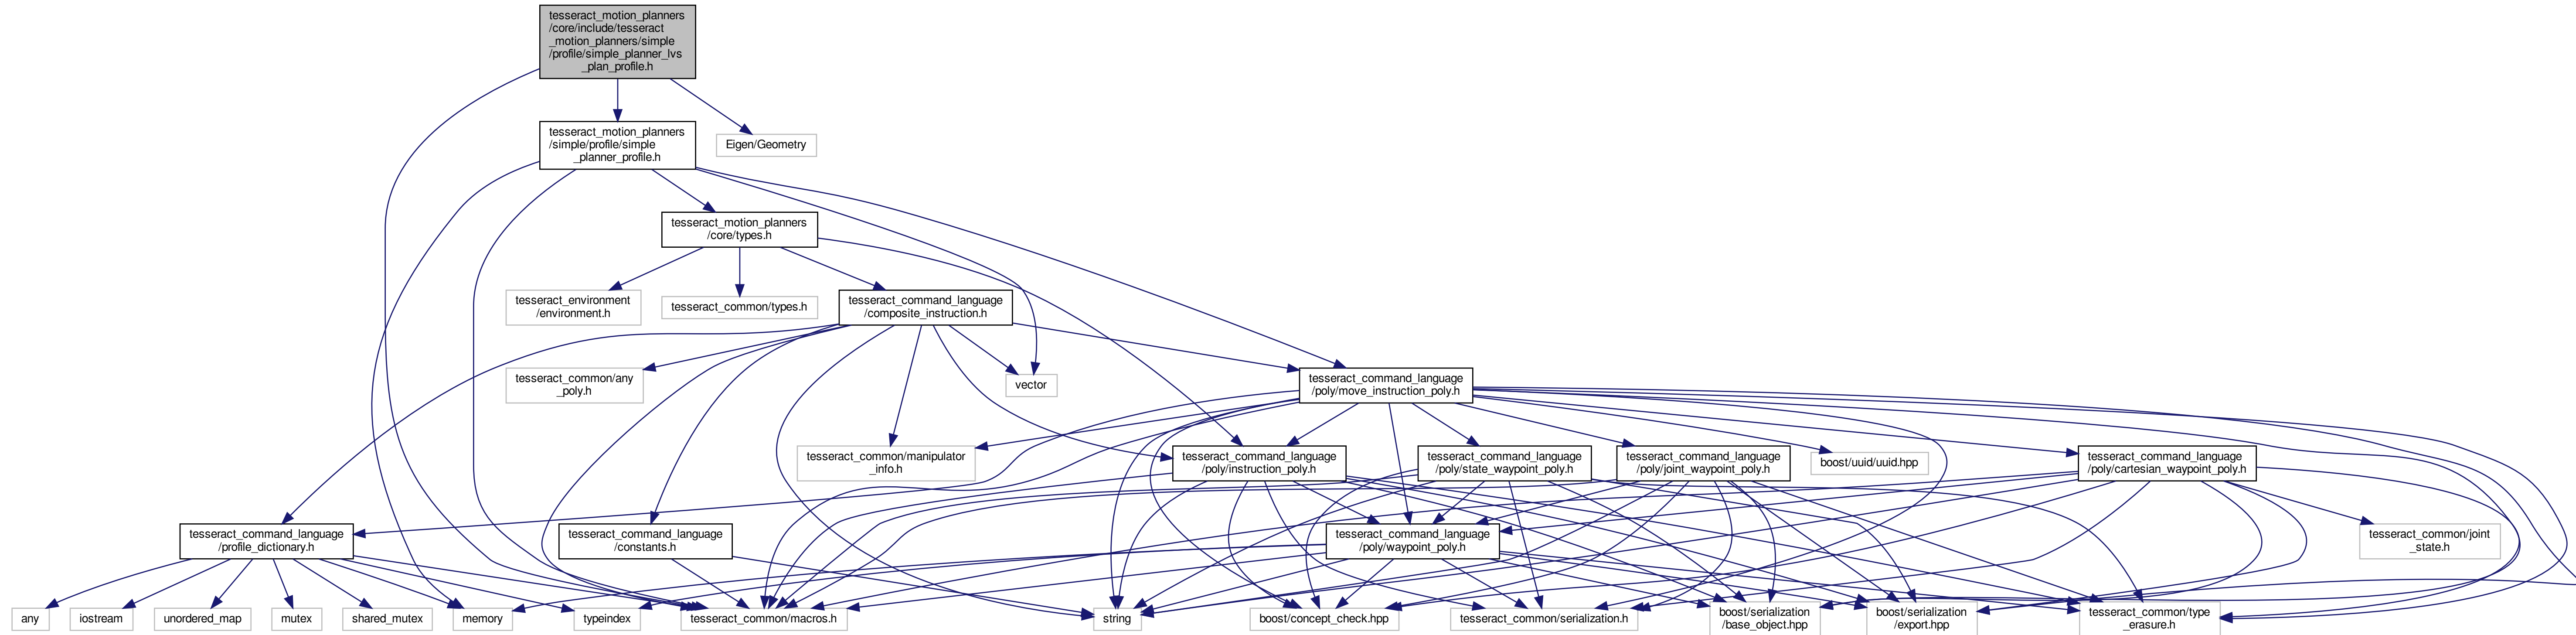 tesseract_motion_planners
/core/include/tesseract
_motion_planners/simple
/profile/simple_planner_lvs
_plan_profile.h
tesseract_motion_planners
/simple/profile/simple
_planner_profile.h
Eigen/Geometry
tesseract_motion_planners
/core/types.h
tesseract_environment
/environment.h
tesseract_common/types.h
tesseract_command_language
/composite_instruction.h
tesseract_common/any
_poly.h
vector
tesseract_command_language
/poly/move_instruction_poly.h
tesseract_common/manipulator
_info.h
tesseract_command_language
/poly/instruction_poly.h
tesseract_command_language
/poly/state_waypoint_poly.h
tesseract_command_language
/poly/joint_waypoint_poly.h
boost/uuid/uuid.hpp
tesseract_command_language
/poly/cartesian_waypoint_poly.h
tesseract_command_language
/profile_dictionary.h
tesseract_command_language
/constants.h
tesseract_command_language
/poly/waypoint_poly.h
tesseract_common/joint
_state.h
any
iostream
unordered_map
mutex
shared_mutex
memory
typeindex
tesseract_common/macros.h
string
boost/concept_check.hpp
tesseract_common/serialization.h
boost/serialization
/base_object.hpp
boost/serialization
/export.hpp
tesseract_common/type
_erasure.h